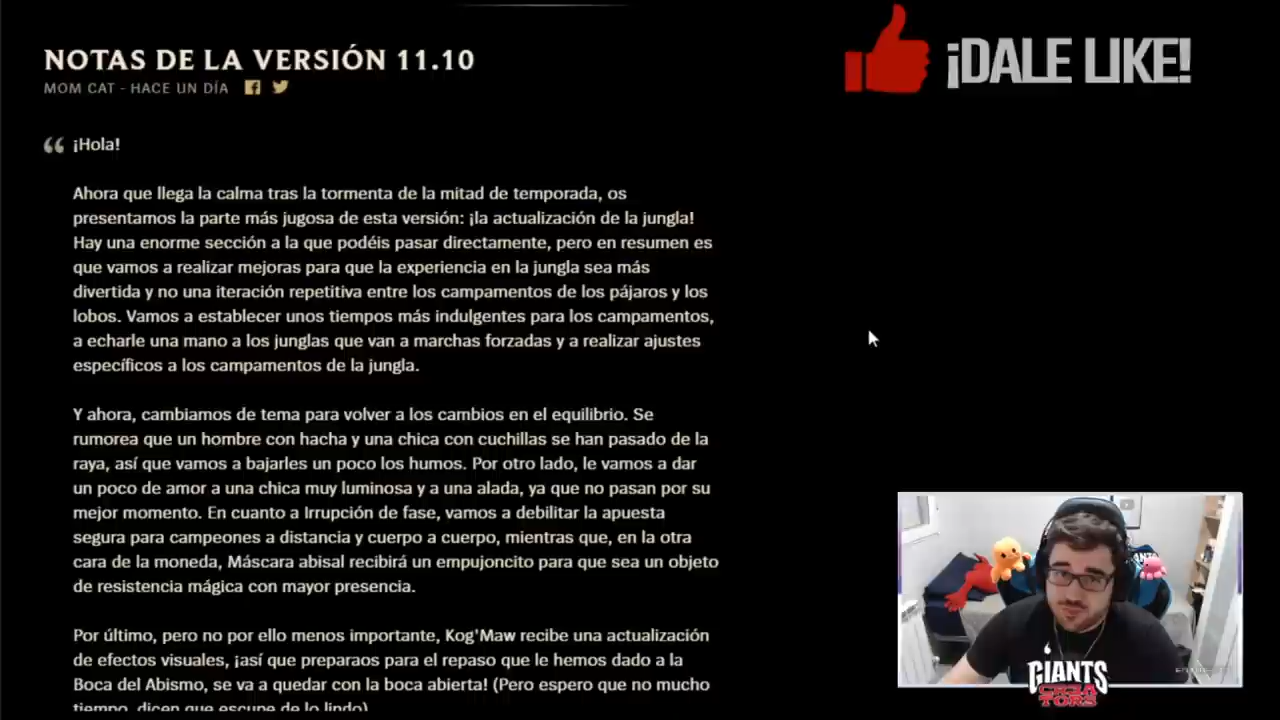 NOTAS DE LA VERSIÓN 11.10
MOM CAT - HACE UN DÍA
¡DALE LIKE!
¡Hola!
Ahora que llega la calma tras la tormenta de la mitad de temporada, os
presentamos la parte más jugosa de esta versión: ¡la actualización de la jungla!
Hay una enorme sección a la que podéis pasar directamente, pero en resumen es
que vamos a realizar mejoras para que la experiencia en la jungla sea más
divertida y no una iteración repetitiva entre los campamentos de los pájaros y los
lobos. Vamos a establecer unos tiempos más indulgentes para los campamentos,
a echarle una mano a los junglas que van a marchas forzadas y a realizar ajustes
específicos a los campamentos de la jungla.
Y ahora, cambiamos de tema para volver a los cambios en el equilibrio. Se
rumorea que un hombre con hacha y una chica con cuchillas se han pasado de la
raya, así que vamos a bajarles un poco los humos. Por otro lado, le vamos a dar
un poco de amor a una chica muy luminosa y a una alada, ya que no pasan por su
mejor momento. En cuanto a Irrupción de fase, vamos a debilitar la apuesta
segura para campeones a distancia y cuerpo a cuerpo, mientras que, en la otra
cara de la moneda, Máscara abisal recibirá un empujoncito para que sea un objeto
de resistencia mágica con mayor presencia.
Por último, pero no por ello menos importante, Kog'Maw recibe una actualización
de efectos visuales, ¡así que preparaos para el repaso que le hemos dado a la
Boca del Abismo, se va a quedar con la boca abierta! (Pero espero que no mucho
tiempo, dicen que escupe de lo lindo)
GIANTS